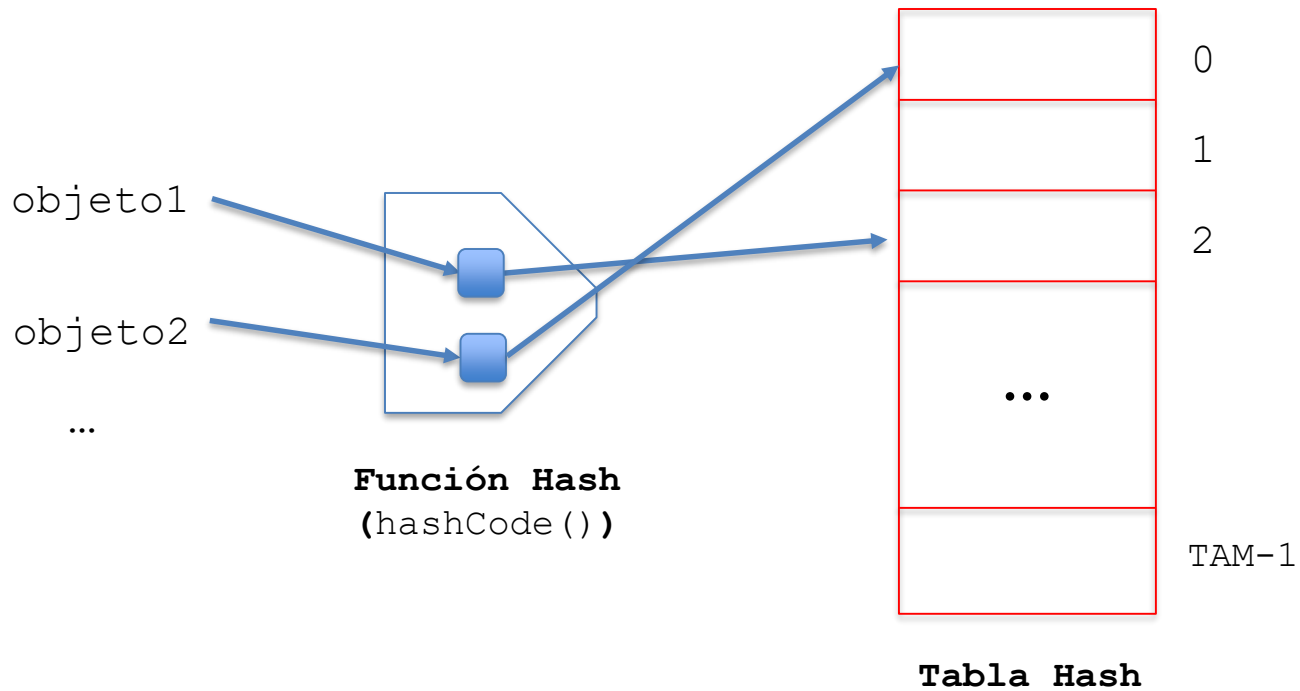 objeto1
objeto2
…
Función Hash
(hashCode())
0
1
2
...
TAM-1
Tabla Hash